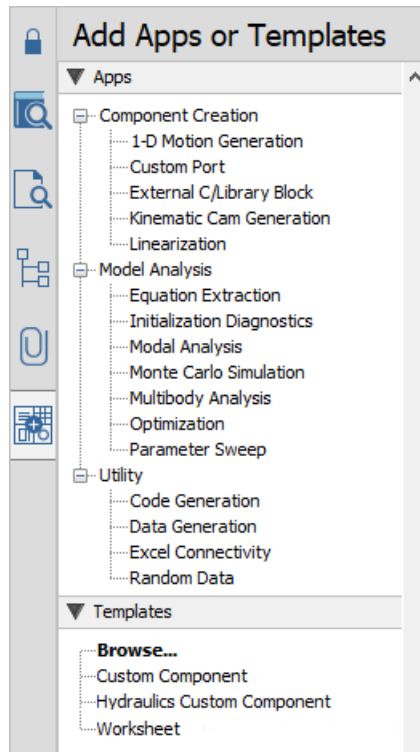 Add Apps or Templates
Apps
Component Creation
1-D Motion Generation
Custom Port
External C/Library Block
Kinematic Cam Generation
Linearization
Model Analysis
Equation Extraction
Initialization Diagnostics
Modal Analysis
Monte Carlo Simulation
Multibody Analysis
Optimization
Parameter Sweep
Utility
Code Generation
Data Generation
Excel Connectivity
Random Data
Templates
Browse...
Custom Component
Hydraulics Custom Component
Worksheet